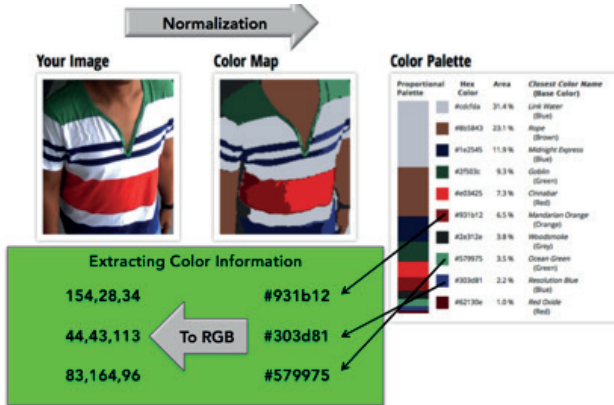 Normalization
Your Image
Color Map
Color Palette
Proportional Palette Hex Color Area Closest Color Name (Base Color)
#cdcfda 31.4 % Link Water (Blue)
#8b5843 23.1 % Rope (Brown)
#1e2545 11.9 % Midnight Express (Blue)
#2f503c 9.3 % Goblin (Green)
#e03425 7.3 % Cinnabar (Red)
#931b12 6.5 % Mandarian Orange (Orange)
#2e312e 3.8 % Woodsmoke (Grey)
#579975 3.5 % Ocean Green (Green)
#303d81 2.2 % Resolution Blue (Blue)
#62130e 1.0 % Red Oxide (Red)
Extracting Color Information
154,28,34 #931b12
44,43,113 To RGB #303d81
83,164,96 #579975